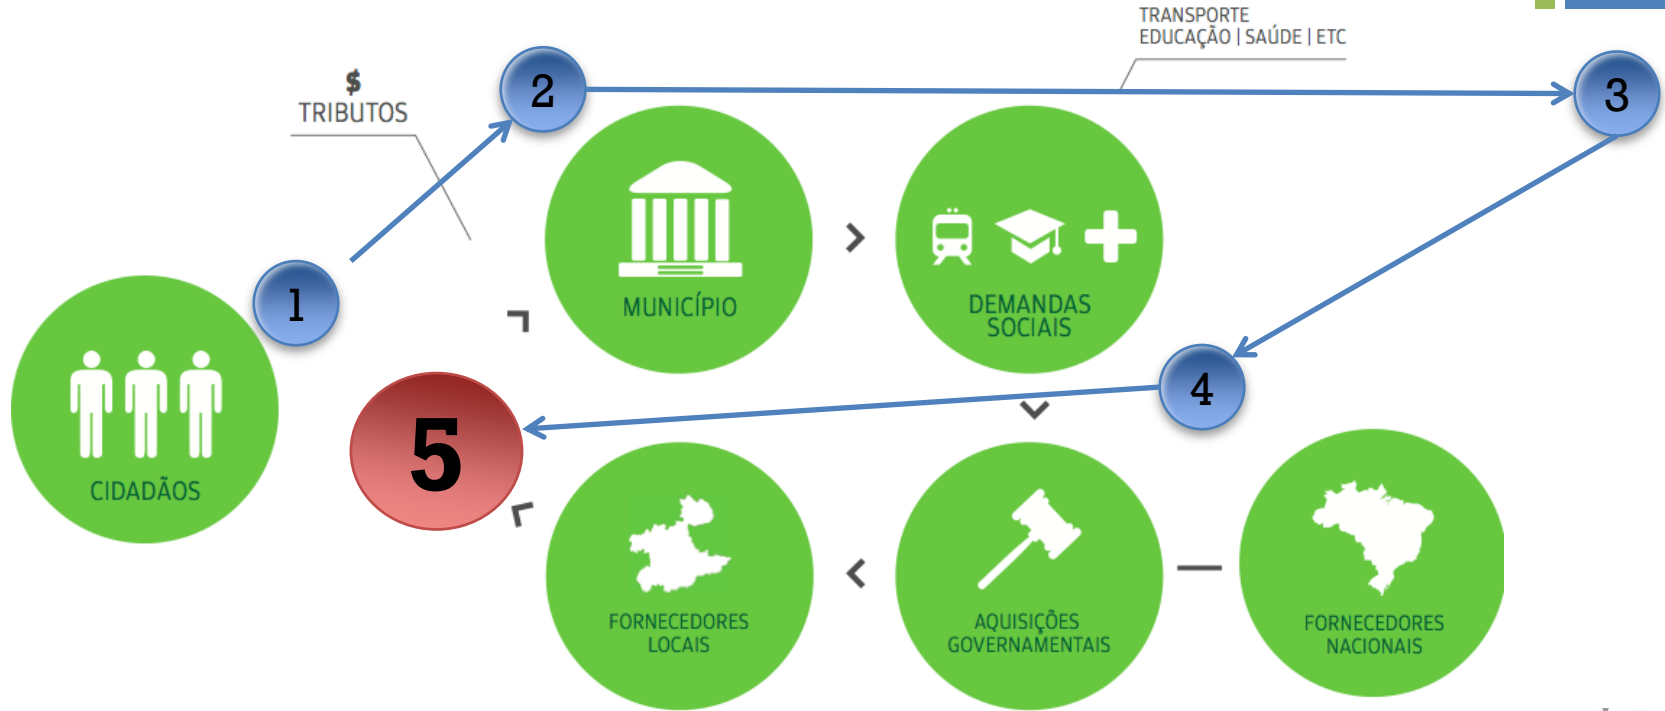 TRANSPORTE
EDUCAÇÃO | SAÚDE | ETC
$
TRIBUTOS
2
3
1
MUNICÍPIO
DEMANDAS
SOCIAIS
4
5
CIDADÃOS
FORNECEDORES
LOCAIS
AQUISIÇÕES
GOVERNAMENTAIS
FORNECEDORES
NACIONAIS